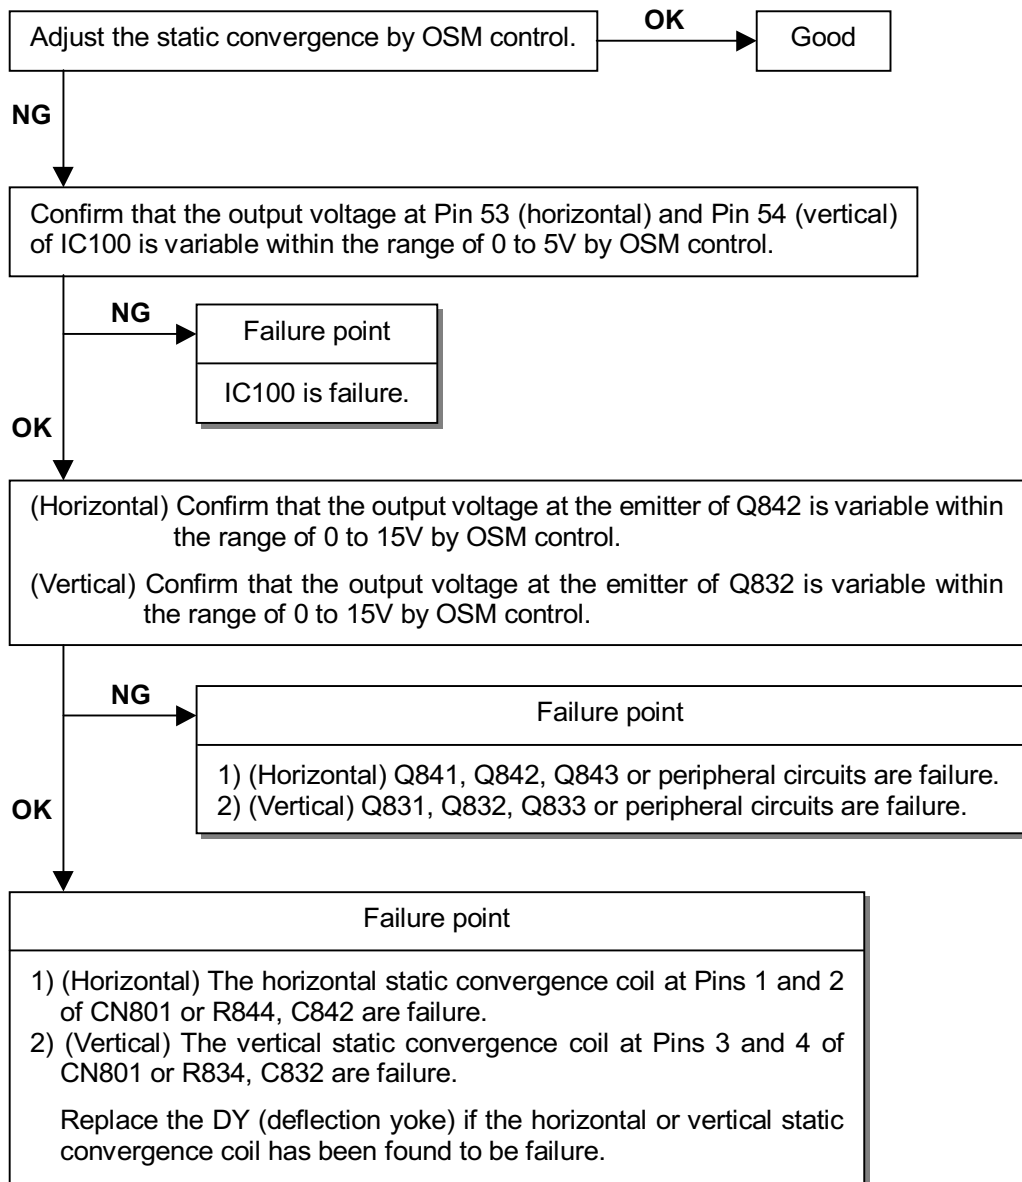 Adjust the static convergence by OSM control.
OK
Good
NG
Confirm that the output voltage at Pin 53 (horizontal) and Pin 54 (vertical)
of IC100 is variable within the range of 0 to 5V by OSM control.
NG
Failure point
IC100 is failure.
OK
(Horizontal) Confirm that the output voltage at the emitter of Q842 is variable within
the range of 0 to 15V by OSM control.
(Vertical) Confirm that the output voltage at the emitter of Q832 is variable within
the range of 0 to 15V by OSM control.
NG
Failure point
1) (Horizontal) Q841, Q842, Q843 or peripheral circuits are failure.
2) (Vertical) Q831, Q832, Q833 or peripheral circuits are failure.
OK
Failure point
1) (Horizontal) The horizontal static convergence coil at Pins 1 and 2
of CN801 or R844, C842 are failure.
2) (Vertical) The vertical static convergence coil at Pins 3 and 4 of
CN801 or R834, C832 are failure.
Replace the DY (deflection yoke) if the horizontal or vertical static
convergence coil has been found to be failure.